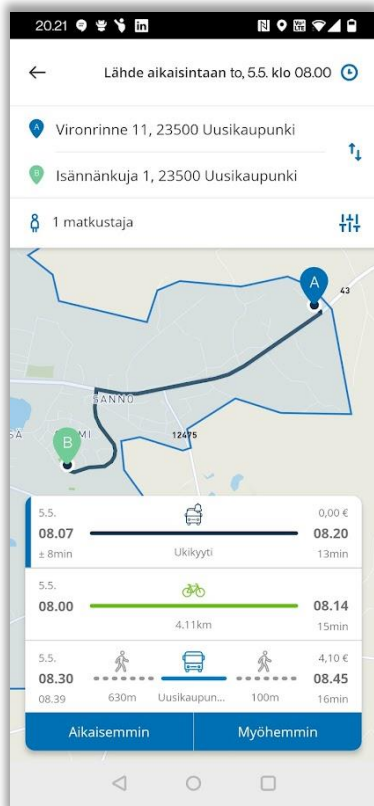 20.21
Lähde aikaisintaan to, 5.5. klo 08.00
A Vironrinne 11, 23500 Uusikaupunki
B Isännänkuja 1, 23500 Uusikaupunki
1 matkustaja
A
43
SANNO
B
12475
5.5. 0,00 €
08.07 08.20
± 8min Ukikyyti 13min
5.5.
08.00 08.14
4.11km 15min
5.5. 4,10 €
08.30 08.45
08.39 630m Uusikaupun... 100m 16min
Aikaisemmin Myöhemmin